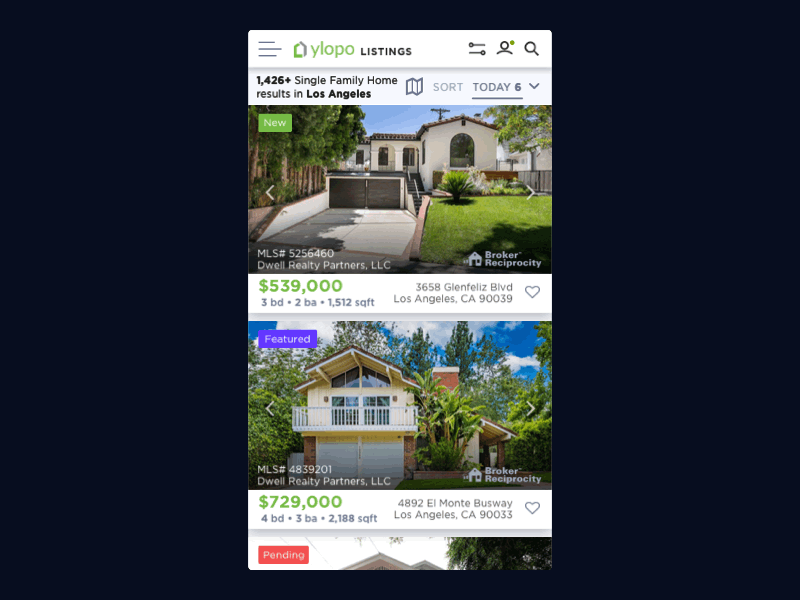 ylopo LISTINGS
1,426+ Single Family Home
results in Los Angeles
SORT TODAY 6
New
MLS# 5256460
Dwell Realty Partners, LLC
Broker
Reciprocity
$539,000
3 bd • 2 ba • 1,512 sqft
3658 Glenfeliz Blvd
Los Angeles, CA 90039
Featured
MLS# 4839201
Dwell Realty Partners, LLC
Broker
Reciprocity
$729,000
4 bd • 3 ba • 2,188 sqft
4892 El Monte Busway
Los Angeles, CA 90033
Pending